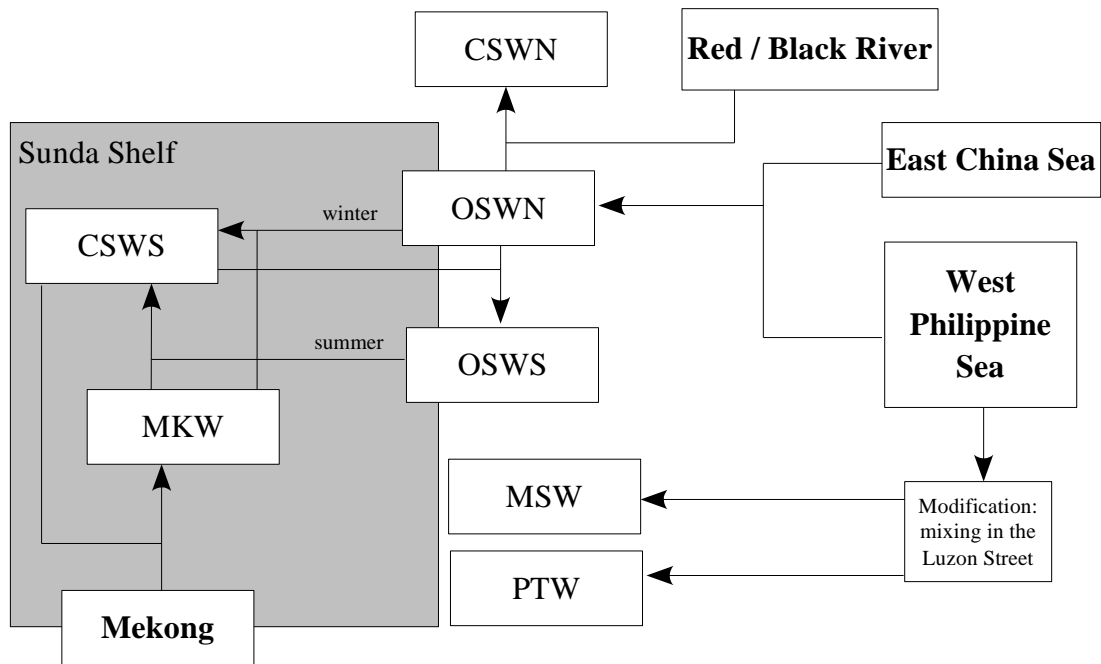 CSWN
Red / Black River
Sunda Shelf
East China Sea
OSWN
winter
CSWS
West
Philippine
Sea
summer
OSWS
MKW
MSW
Modification:
mixing in the
Luzon Street
PTW
Mekong